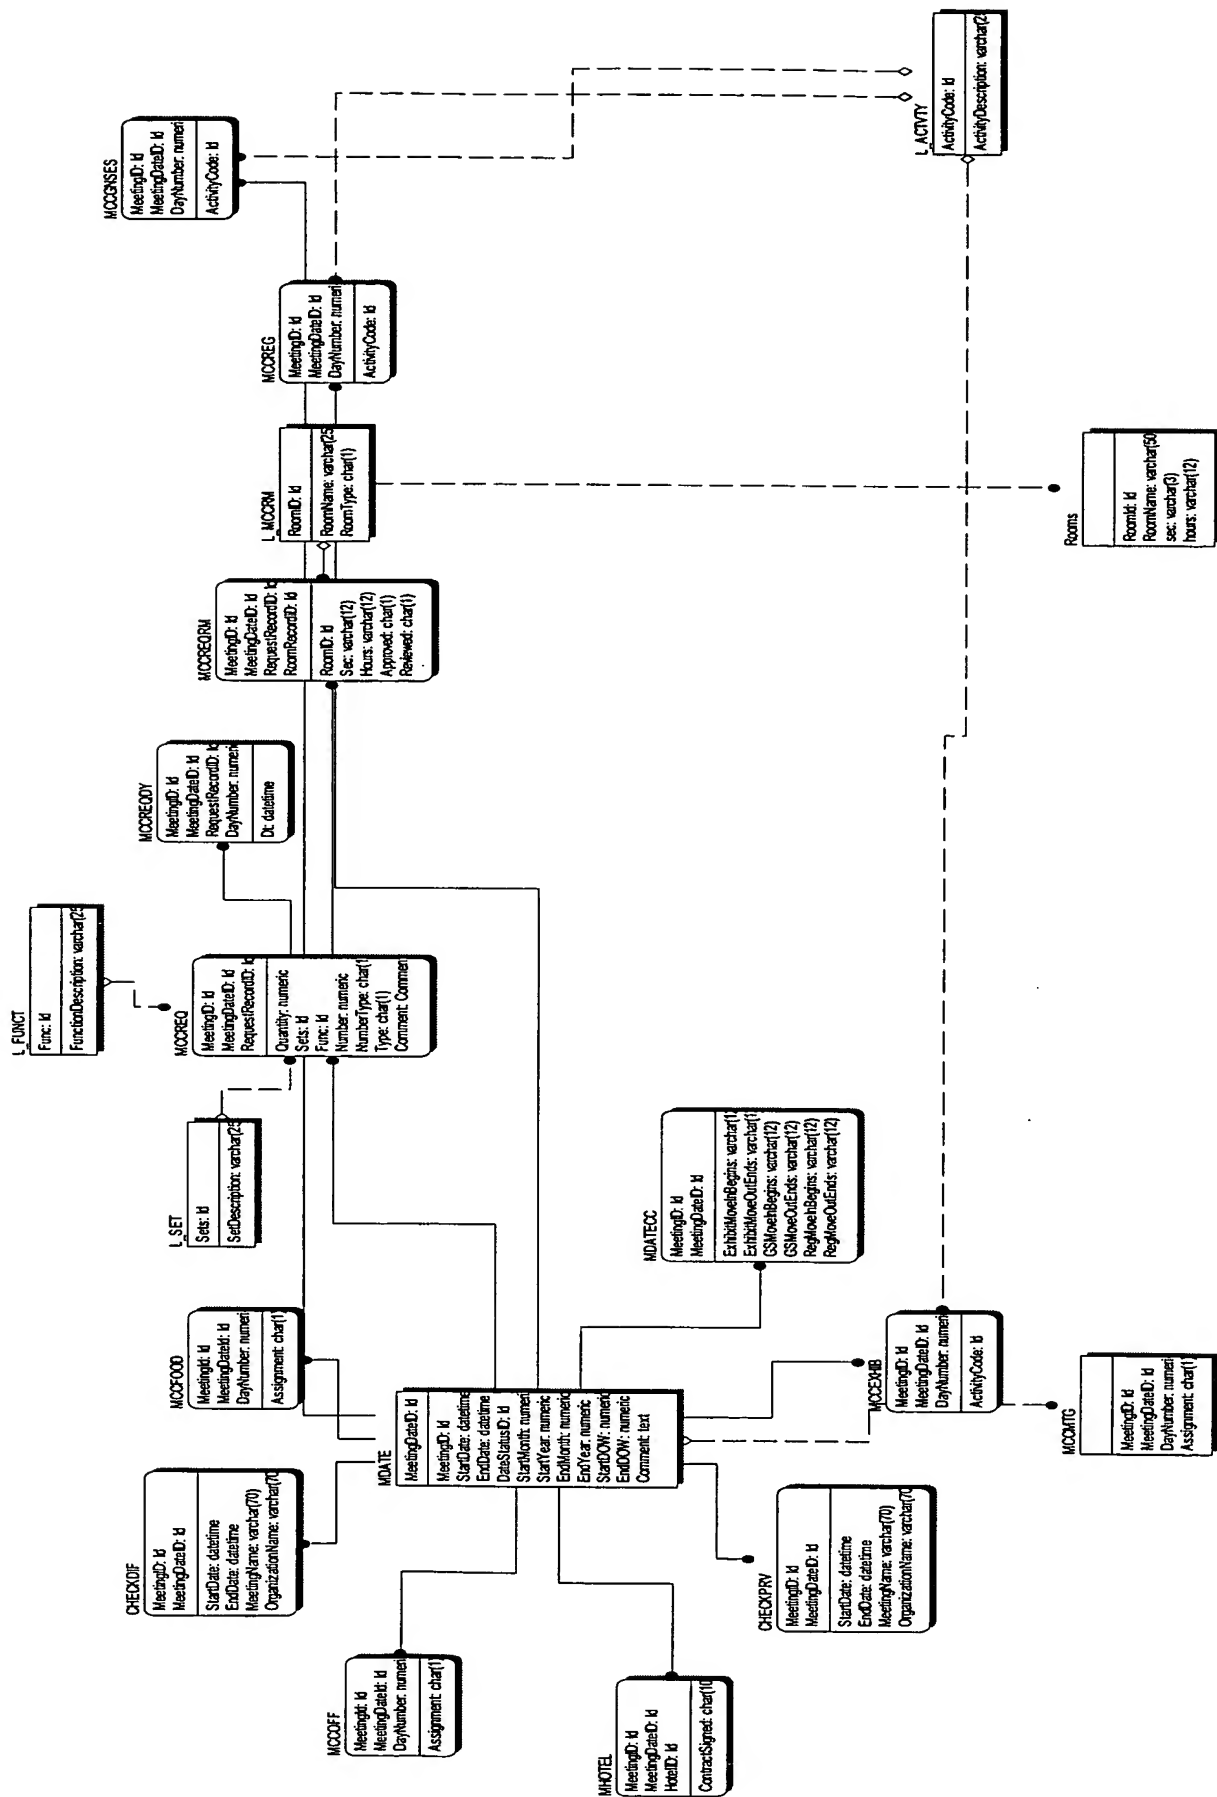 L_FUNCT
Func: Id
FunctionDescription: varchar(25
L_SET
Sets: Id
SetDescription: varchar(25
MCCREQ
MeetingID: Id
MeetingDateID: Id
RequestRecordID: Id
Quantity: numeric
Sets: Id
Func: Id
Number: numeric
NumberType: char(1
Type: char(1)
Comment: Comment
MCCREQDY
MeetingID: Id
MeetingDateID: Id
RequestRecordID: Id
DayNumber: numeric
Dt: datetime
MCCREQRM
MeetingID: Id
MeetingDateID: Id
RequestRecordID: Id
RoomRecordID: Id
RoomID: Id
Sec: varchar(12)
Hours: varchar(12)
Approved: char(1)
Reviewed: char(1)
L_MCCRM
RoomID: Id
RoomName: varchar(25
RoomType: char(1)
MCCREG
MeetingID: Id
MeetingDateID: Id
DayNumber: numeri
ActivityCode: Id
MCCGNSES
MeetingID: Id
MeetingDateID: Id
DayNumber: numeri
ActivityCode: Id
CHECKDIF
MeetingID: Id
MeetingDateID: Id
StartDate: datetime
EndDate: datetime
MeetingName: varchar(70)
OrganizationName: varchar(70
MCCFOOD
MeetingId: Id
MeetingDateId: Id
DayNumber: numeri
Assignment: char(1
MCCOFF
MeetingId: Id
MeetingDateId: Id
DayNumber: numeri
Assignment: char(1)
MDATE
MeetingDateID: Id
MeetingID: Id
StartDate: datetime
EndDate: datetime
DateStatusID: Id
StartMonth: numeri
StartYear: numeric
EndMonth: numeric
EndYear: numeric
StartDOW: numeric
EndDOW: numeric
Comment: text
MHOTEL
MeetingID: Id
MeetingDateID: Id
HotelID: Id
ContractSigned: char(10
CHECKPRV
MeetingID: Id
MeetingDateID: Id
StartDate: datetime
EndDate: datetime
MeetingName: varchar(70)
OrganizationName: varchar(70
MDATECC
MeetingID: Id
MeetingDateID: Id
ExhibitMoveInBegins: varchar(12
ExhibitMoveOutEnds: varchar(1
GSMoveInBegins: varchar(12)
GSMoveOutEnds: varchar(12)
RegMoveInBegins: varchar(12)
RegMoveOutEnds: varchar(12)
MCCEXHIB
MeetingID: Id
MeetingDateID: Id
DayNumber: numeri
ActivityCode: Id
MCCMTG
MeetingID: Id
MeetingDateID: Id
DayNumber: numeri
Assignment: char(1
Rooms
RoomId: Id
RoomName: varchar(50
sec: varchar(3)
hours: varchar(12)
L_ACTVTY
ActivityCode: Id
ActivityDescription: varchar(2